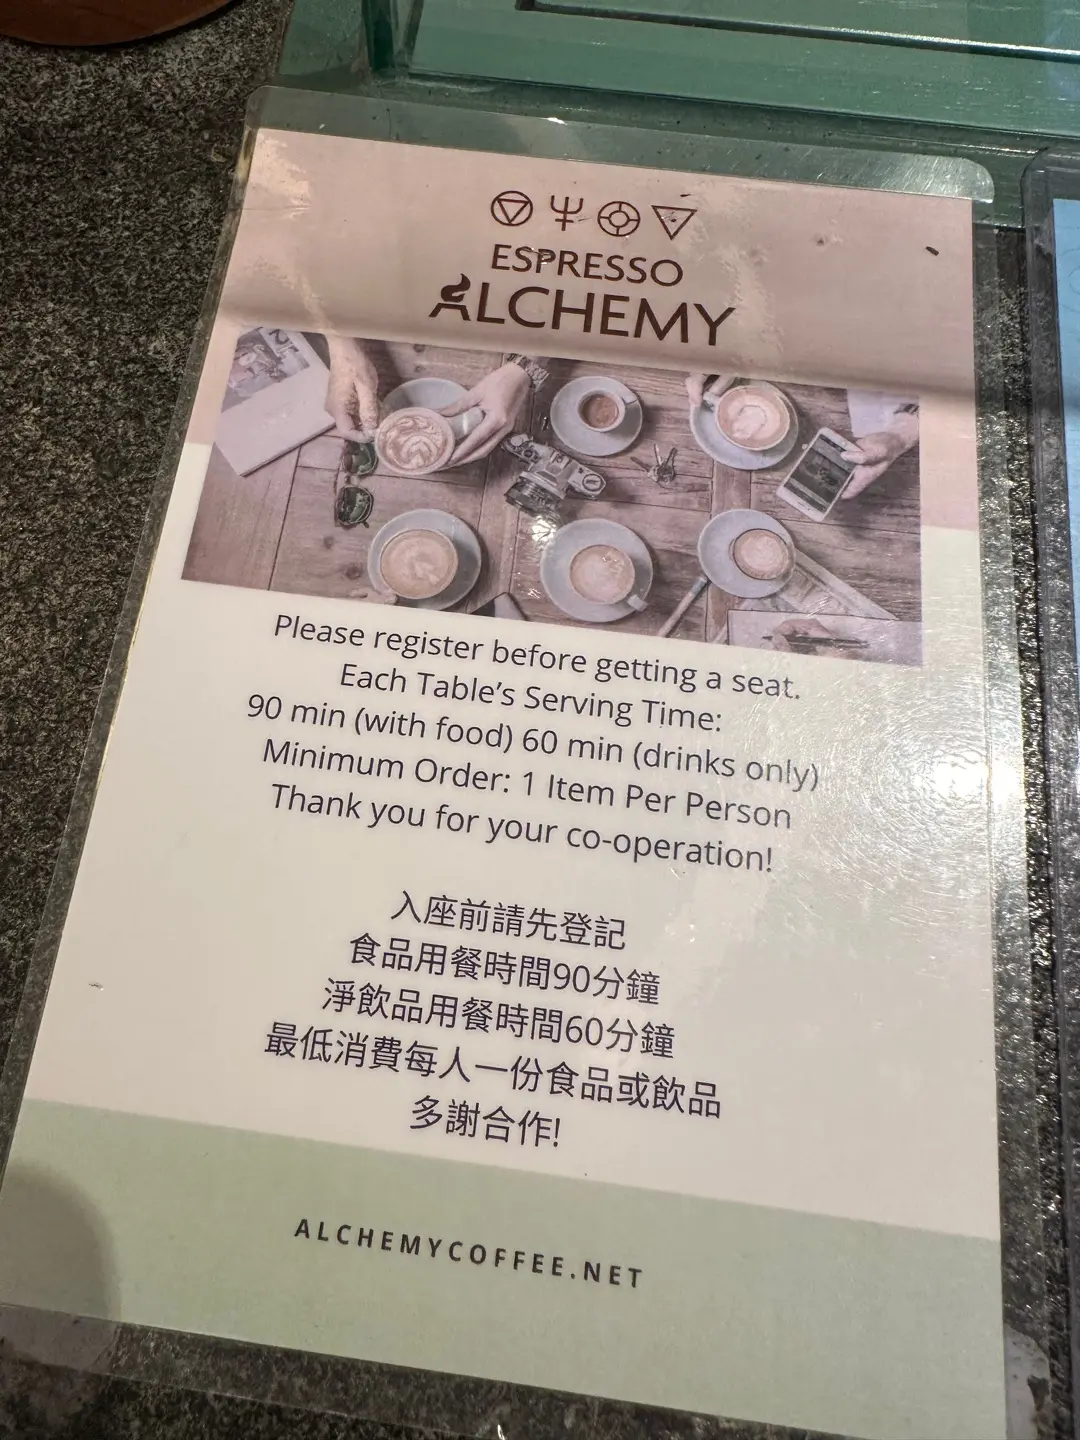 ESPRESSO
ALCHEMY
Please register before getting a seat.
Each Table's Serving Time:
90 min (with food) 60 min (drinks only)
Minimum Order: 1 Item Per Person
Thank you for your co-operation!
入座前請先登記
食品用餐時間90分鐘
淨飲品用餐時間60分鐘
最低消費每人一份食品或飲品
多謝合作!
ALCHEMYCOFFEE.NET